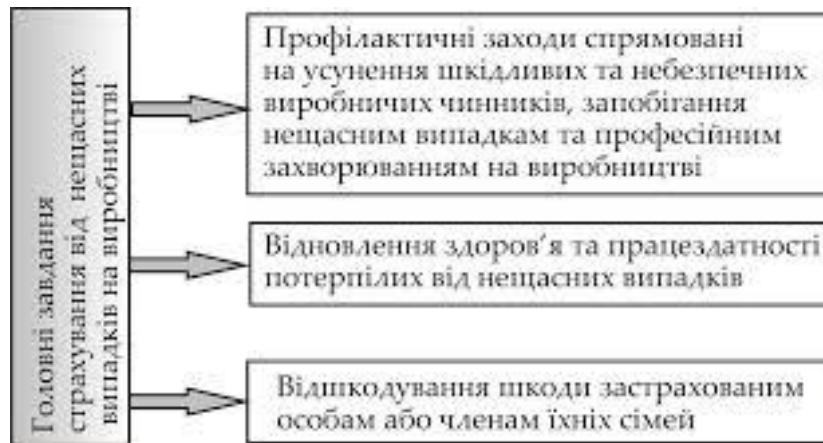 Головні завдання
страхування від нещасних
випадків на виробництві
Профілактичні заходи спрямовані
на усунення шкідливих та небезпечних
виробничих чинників, запобігання
нещасним випадкам та професійним
захворюванням на виробництві
Відновлення здоров’я та працездатності
потерпілих від нещасних випадків
Відшкодування шкоди застрахованим
особам або членам їхніх сімей